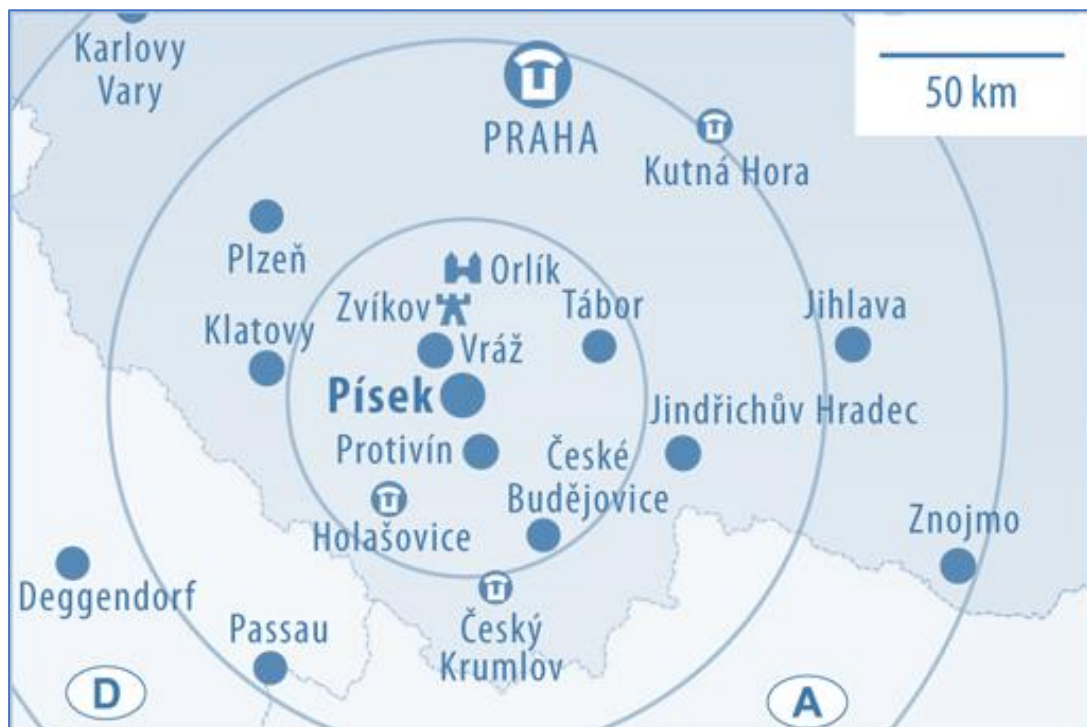 Karlovy
Vary
PRAHA
50 km
Kutná Hora
Plzeň
Orlík
Zvíkov
Tábor
Jihlava
Klatovy
Vráž
Písek
Jindřichův Hradec
Protivín
České
Budějovice
Holašovice
Znojmo
Deggendorf
Passau
Český
Krumlov
D
A